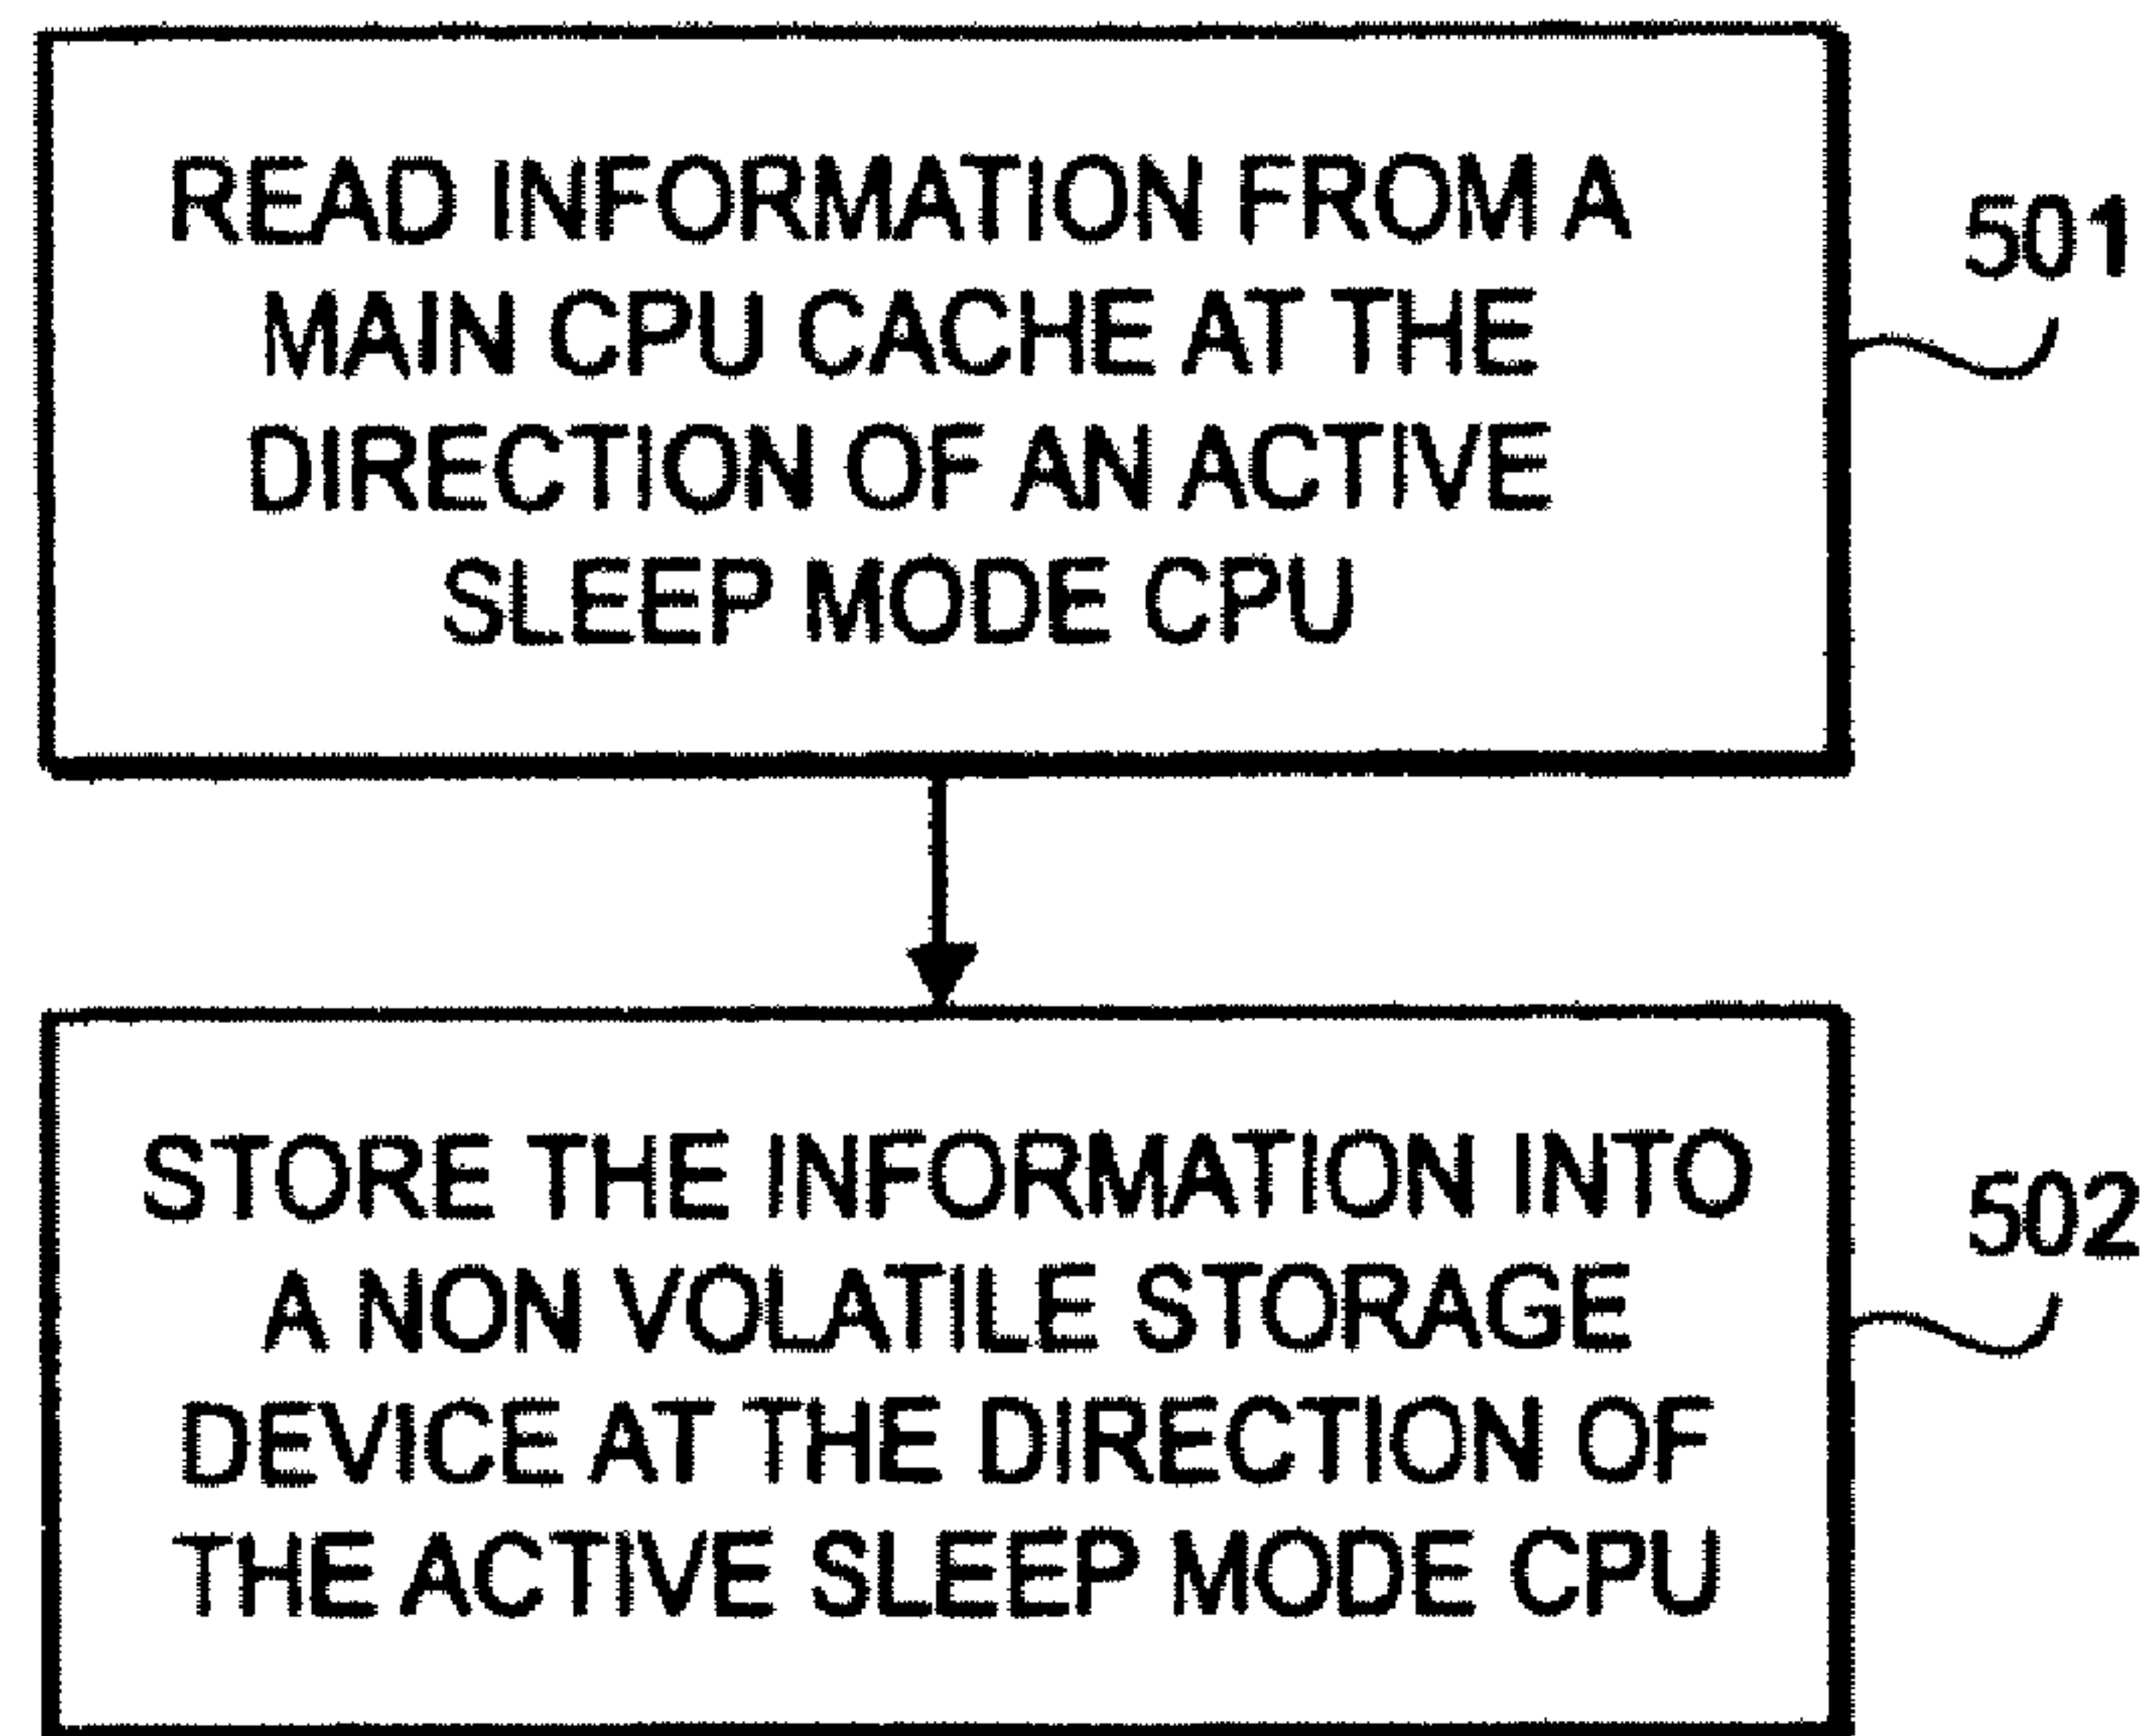 READ INFORMATION FROM A
MAIN CPU CACHE AT THE
DIRECTION OF AN ACTIVE
SLEEP MODE CPU
501
STORE THE INFORMATION INTO
A NON VOLATILE STORAGE
DEVICE AT THE DIRECTION OF
THE ACTIVE SLEEP MODE CPU
502